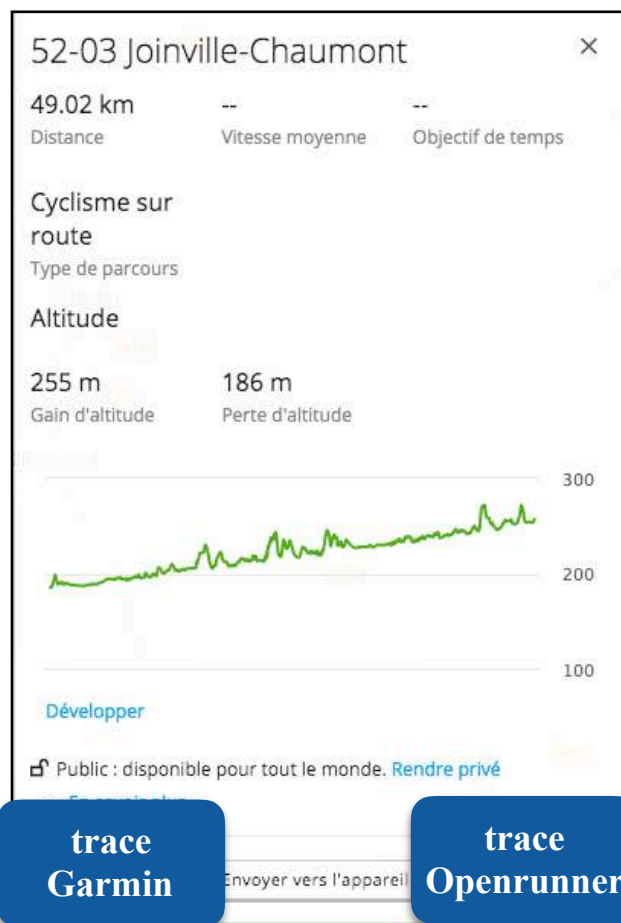 52-03 Joinville-Chaumont ×
49.02 km -- --
Distance Vitesse moyenne Objectif de temps
Cyclisme sur
route
Type de parcours
Altitude
255 m 186 m
Gain d'altitude Perte d'altitude
300
200
100
Développer
Public : disponible pour tout le monde. Rendre privé
trace
Garmin
Envoyer vers l'appareil
trace
Openrunner